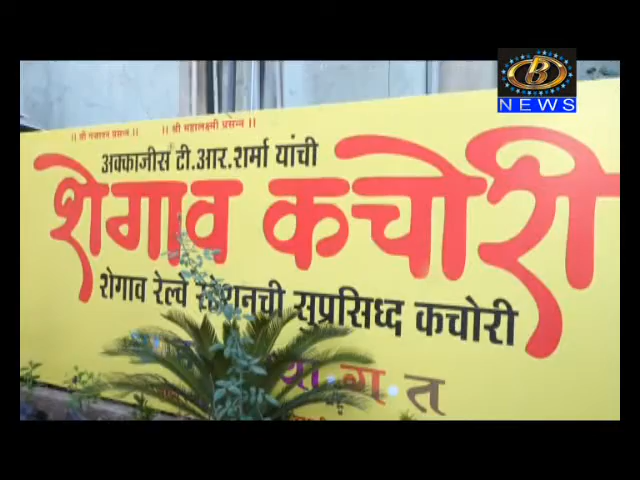 B
NEWS
।। श्री गजानन प्रसन्न ।। ।। श्री महालक्ष्मी प्रसन्न ।।
अक्काजीस टी.आर.शर्मा यांची
शेगाव कचोरी
शेगाव रेल्वे स्टेशनची सुप्रसिध्द कचोरी